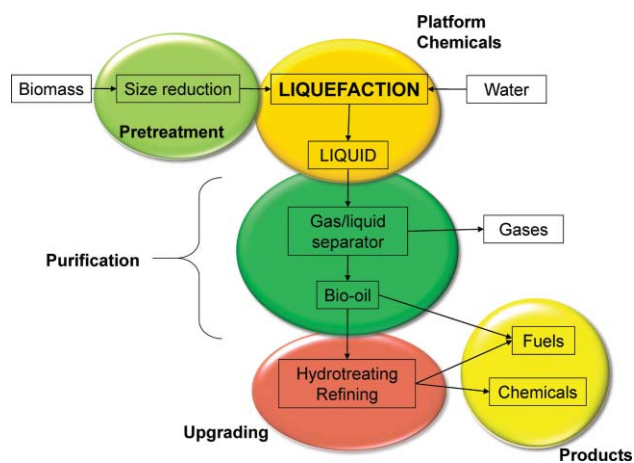 Platform
Chemicals
Biomass
Size reduction
LIQUEFACTION
Water
Pretreatment
LIQUID
Gas/liquid
separator
Gases
Purification
Bio-oil
Fuels
Hydrotreating
Refining
Chemicals
Upgrading
Products